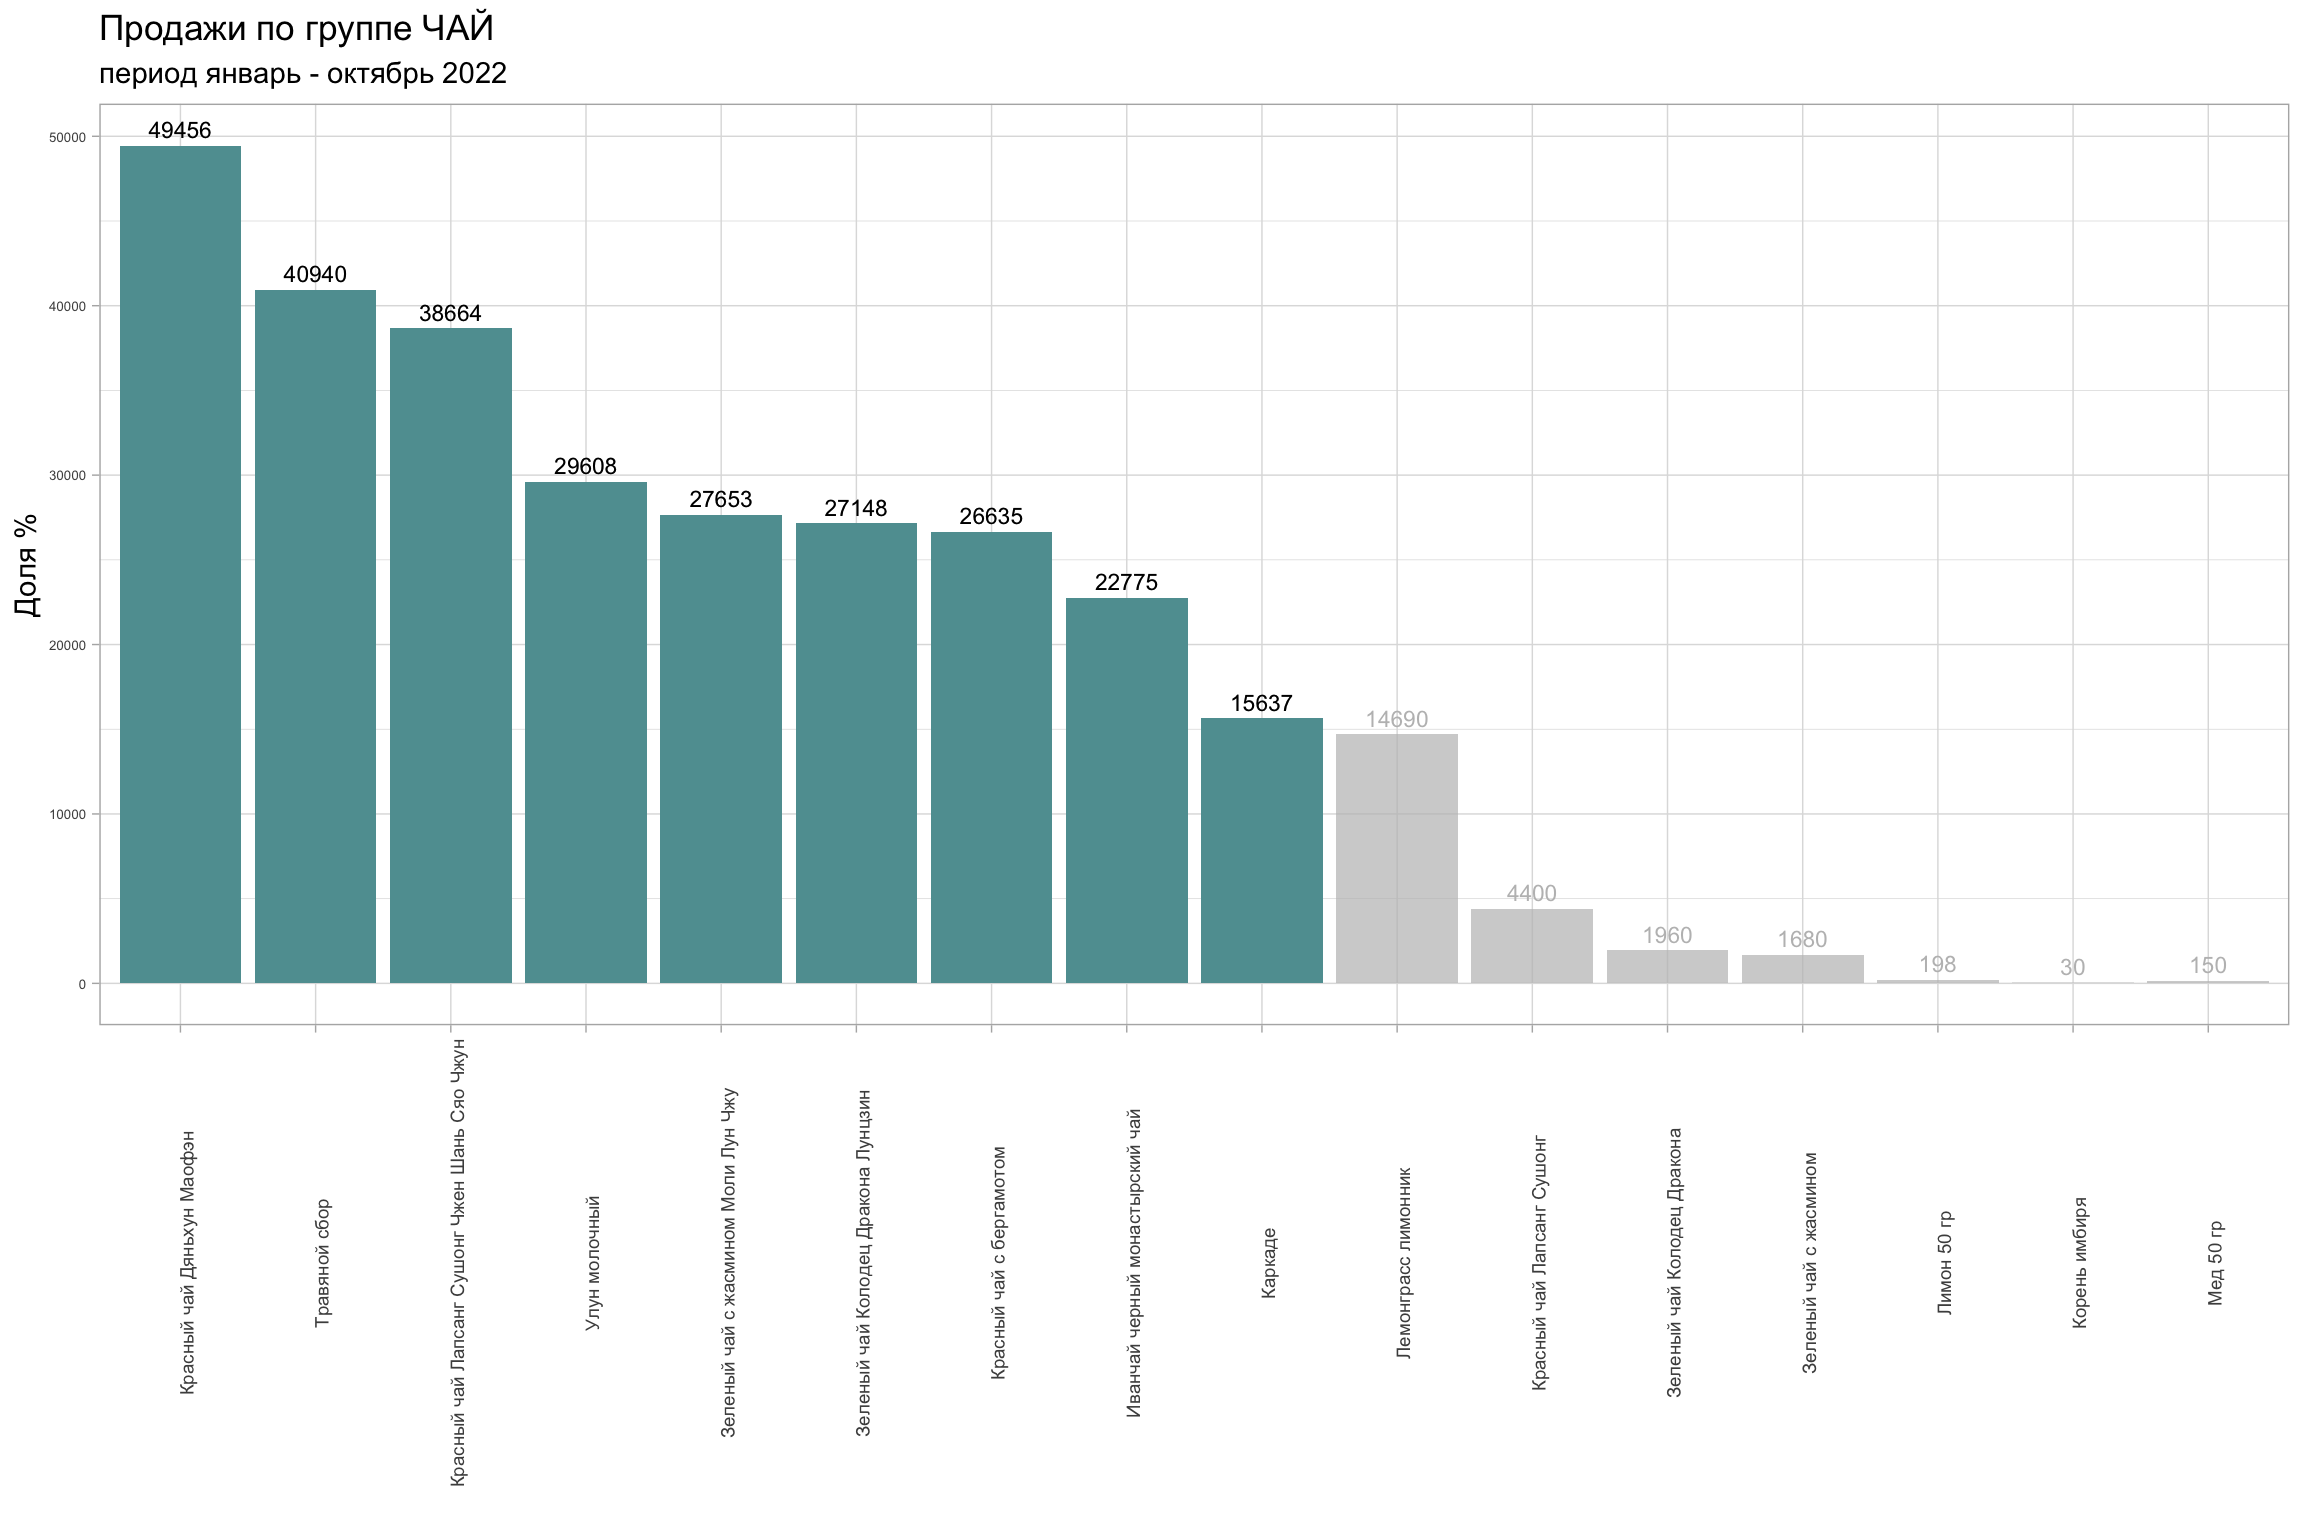 Продажи по группе ЧАЙ
период январь - октябрь 2022
Доля %
50000
40000
30000
20000
10000
0
49456
40940
38664
29608
27653
27148
26635
22775
15637
14690
4400
1960
1680
198
30
150
Красный чай Дяньхун Маофэн
Травяной сбор
Красный чай Лапсанг Сушонг Чжен Шань Сяо Чжун
Улун молочный
Зеленый чай с жасмином Моли Лун Чжу
Зеленый чай Колодец Дракона Лунцзин
Красный чай с бергамотом
Иванчай черный монастырский чай
Каркаде
Лемонграсс лимонник
Красный чай Лапсанг Сушонг
Зеленый чай Колодец Дракона
Зеленый чай с жасмином
Лимон 50 гр
Корень имбиря
Мед 50 гр